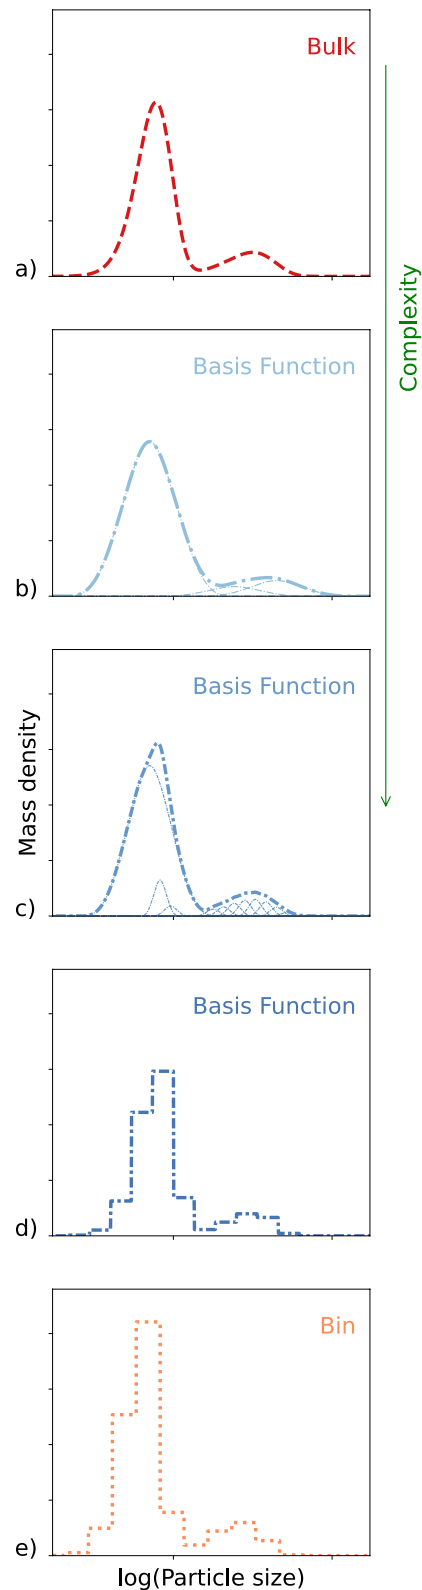 Bulk
a)
Complexity
Basis Function
b)
Basis Function
Mass density
c)
Basis Function
d)
Bin
e)
log(Particle size)